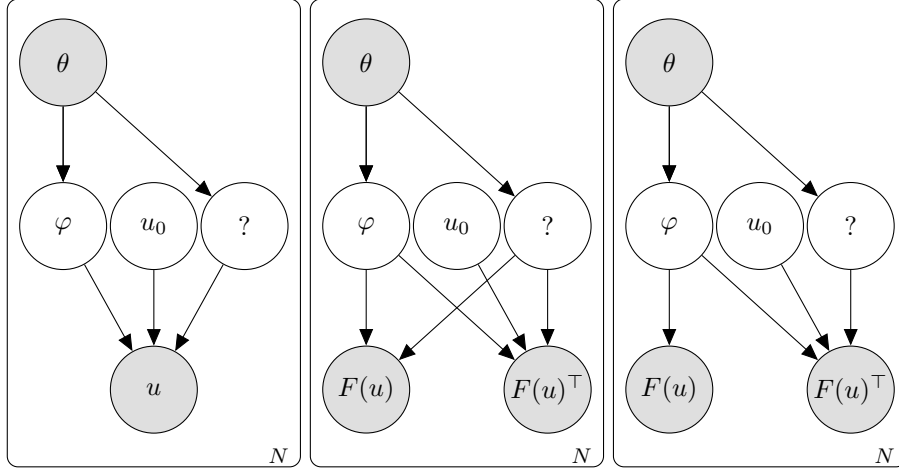 θ θ θ
φ u₀ ? φ u₀ ? φ u₀ ?
u F(u) F(u)⊤ F(u) F(u)⊤
N N N